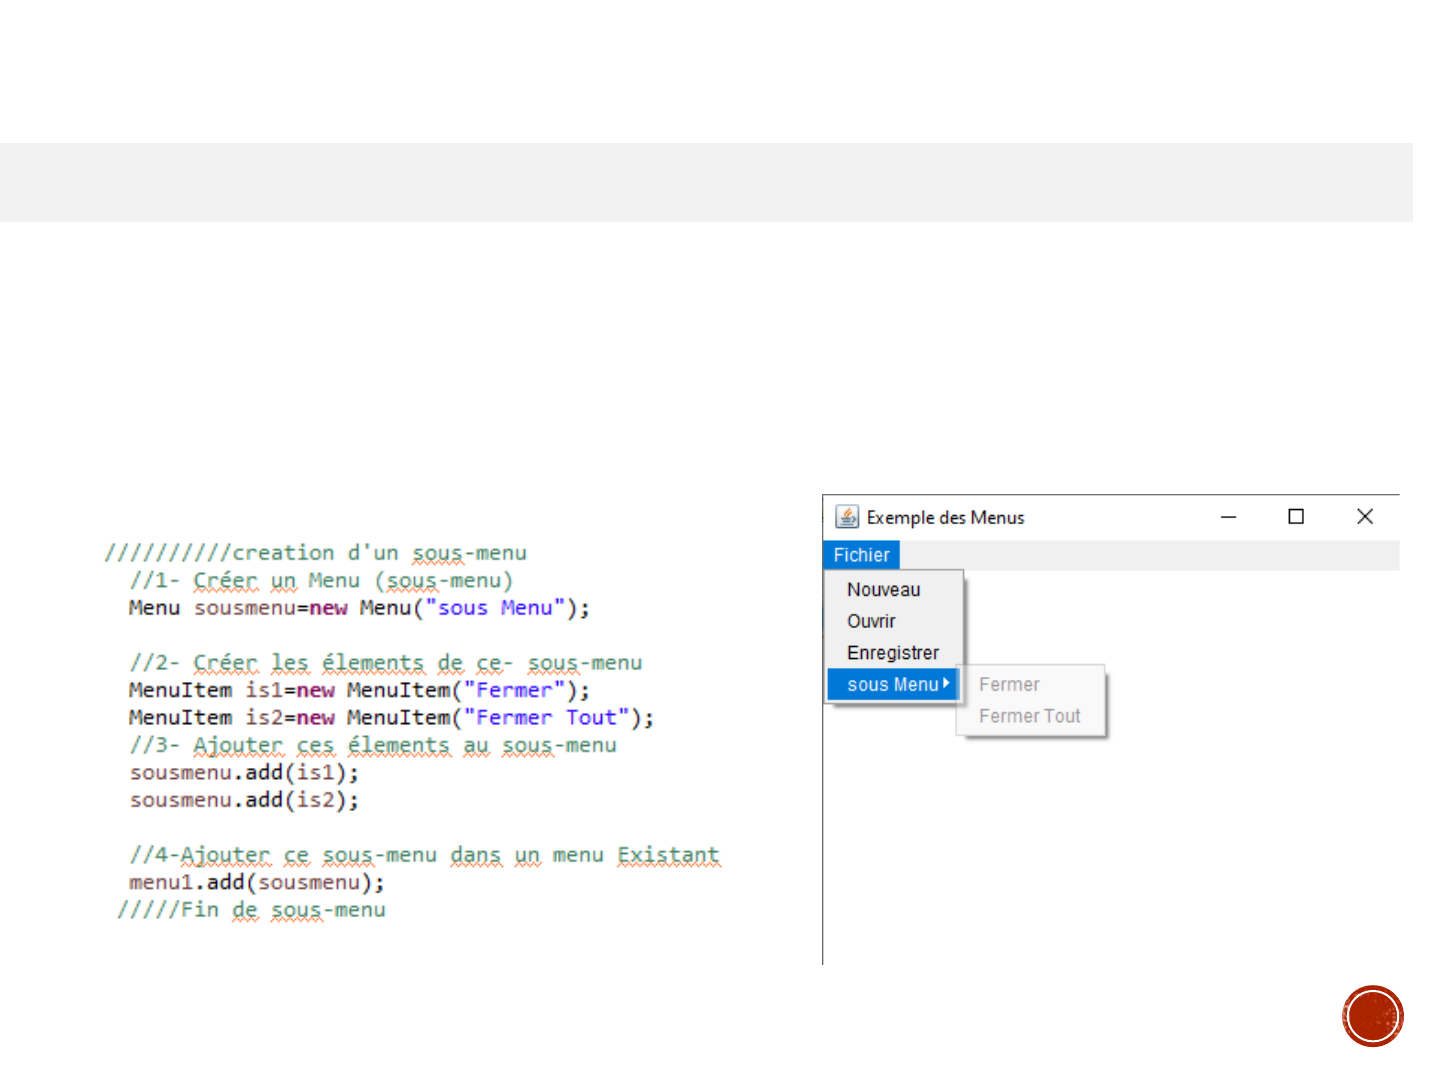 //////////creation d'un sous-menu
//1- Créer un Menu (sous-menu)
Menu sousmenu=new Menu("sous Menu");
//2- Créer les élements de ce- sous-menu
MenuItem is1=new MenuItem("Fermer");
MenuItem is2=new MenuItem("Fermer Tout");
//3- Ajouter ces élements au sous-menu
sousmenu.add(is1);
sousmenu.add(is2);
//4-Ajouter ce sous-menu dans un menu Existant
menu1.add(sousmenu);
/////Fin de sous-menu
Exemple des Menus
Fichier
Nouveau
Ouvrir
Enregistrer
sous Menu
Fermer
Fermer Tout